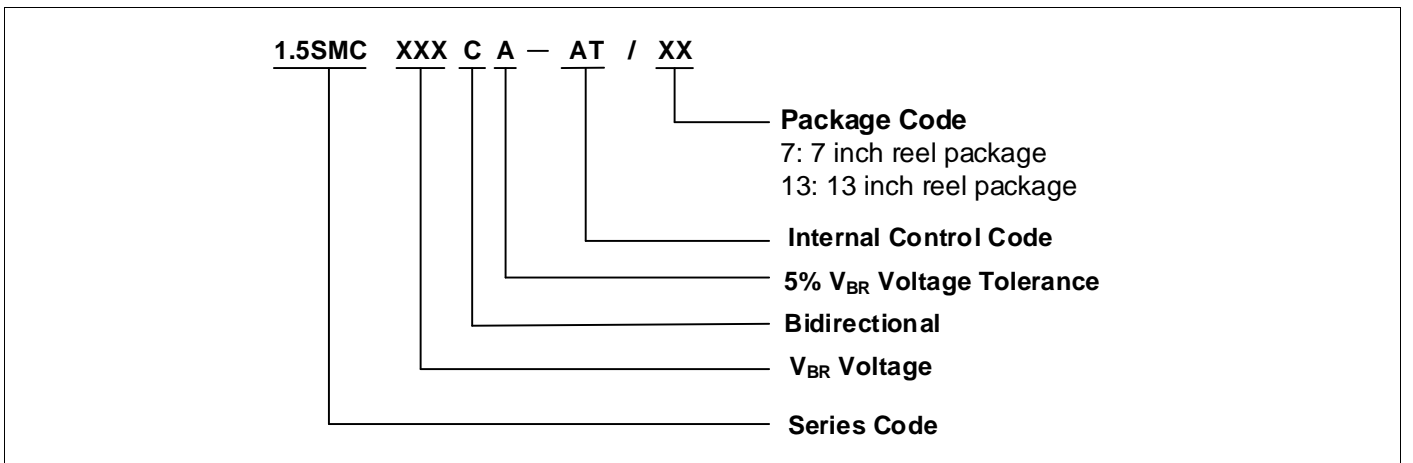 1.5SMC XXX C A — AT / XX
Package Code
7: 7 inch reel package
13: 13 inch reel package
Internal Control Code
5% VBR Voltage Tolerance
Bidirectional
VBR Voltage
Series Code